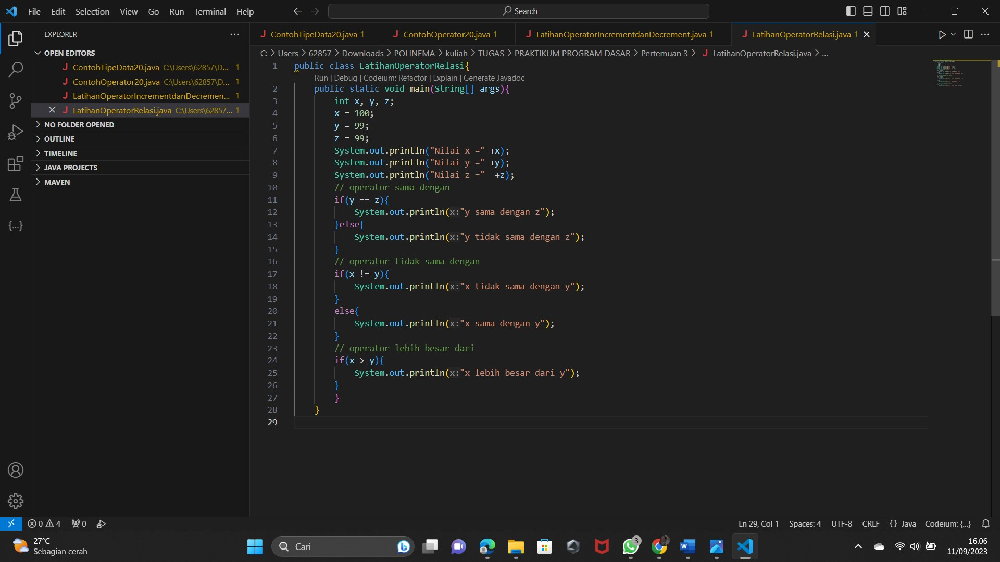 File Edit Selection View Go Run Terminal Help
Search
EXPLORER
OPEN EDITORS
ContohTipeData20.java C:\Users\62857\D... 1
ContohOperator20.java C:\Users\62857\D... 1
LatihanOperatorIncrementdanDecremen... 1
LatihanOperatorRelasi.java C:\Users\62857... 1
NO FOLDER OPENED
OUTLINE
TIMELINE
JAVA PROJECTS
MAVEN
J ContohTipeData20.java 1 J ContohOperator20.java 1 J LatihanOperatorIncrementdanDecrement.java 1 J LatihanOperatorRelasi.java 1
C: > Users > 62857 > Downloads > POLINEMA > kuliah > TUGAS > PRAKTIKUM PROGRAM DASAR > Pertemuan 3 > J LatihanOperatorRelasi.java > ...
1 public class LatihanOperatorRelasi{
Run | Debug | Codeium: Refactor | Explain | Generate Javadoc
2 public static void main(String[] args){
3 int x, y, z;
4 x = 100;
5 y = 99;
6 z = 99;
7 System.out.println("Nilai x =" +x);
8 System.out.println("Nilai y =" +y);
9 System.out.println("Nilai z ="  +z);
10 // operator sama dengan
11 if(y == z){
12 System.out.println(x:"y sama dengan z");
13 }else{
14 System.out.println(x:"y tidak sama dengan z");
15 }
16 // operator tidak sama dengan
17 if(x != y){
18 System.out.println(x:"x tidak sama dengan y");
19 }
20 else{
21 System.out.println(x:"x sama dengan y");
22 }
23 // operator lebih besar dari
24 if(x > y){
25 System.out.println(x:"x lebih besar dari y");
26 }
27 }
28 }
29
0 4 0
Ln 29, Col 1 Spaces: 4 UTF-8 CRLF {} Java Codeium: {...}
27°C
Sebagian cerah
Cari
3
16.06
11/09/2023